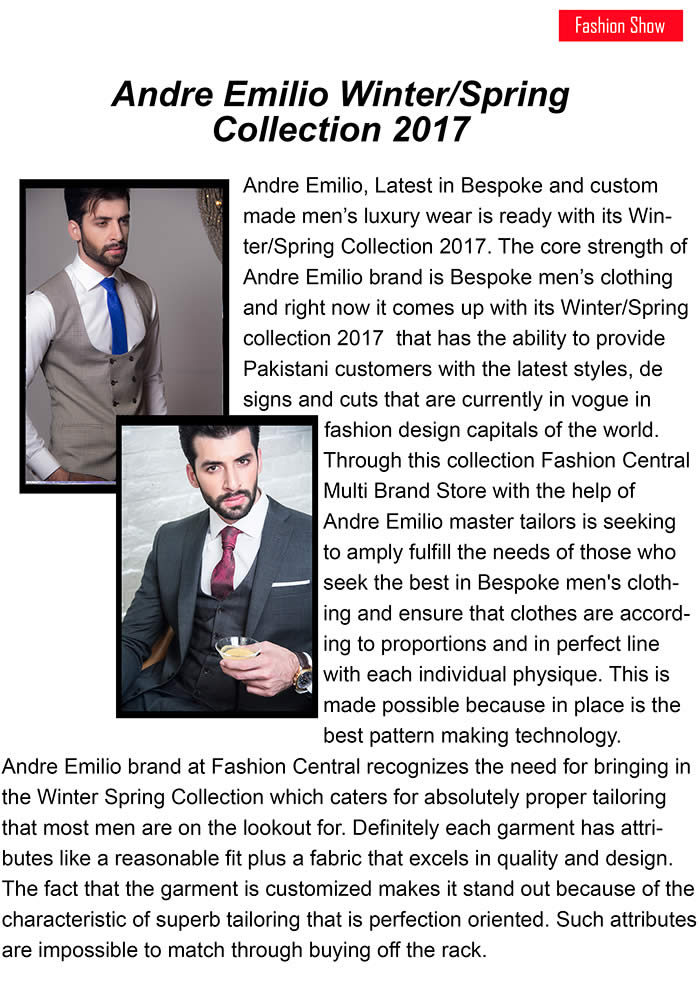 Fashion Show
Andre Emilio Winter/Spring
Collection 2017
Andre Emilio, Latest in Bespoke and custom
made men’s luxury wear is ready with its Win-
ter/Spring Collection 2017. The core strength of
Andre Emilio brand is Bespoke men’s clothing
and right now it comes up with its Winter/Spring
collection 2017  that has the ability to provide
Pakistani customers with the latest styles, de
signs and cuts that are currently in vogue in
fashion design capitals of the world.
Through this collection Fashion Central
Multi Brand Store with the help of
Andre Emilio master tailors is seeking
to amply fulfill the needs of those who
seek the best in Bespoke men's cloth-
ing and ensure that clothes are accord-
ing to proportions and in perfect line
with each individual physique. This is
made possible because in place is the
best pattern making technology.
Andre Emilio brand at Fashion Central recognizes the need for bringing in
the Winter Spring Collection which caters for absolutely proper tailoring
that most men are on the lookout for. Definitely each garment has attri-
butes like a reasonable fit plus a fabric that excels in quality and design.
The fact that the garment is customized makes it stand out because of the
characteristic of superb tailoring that is perfection oriented. Such attributes
are impossible to match through buying off the rack.